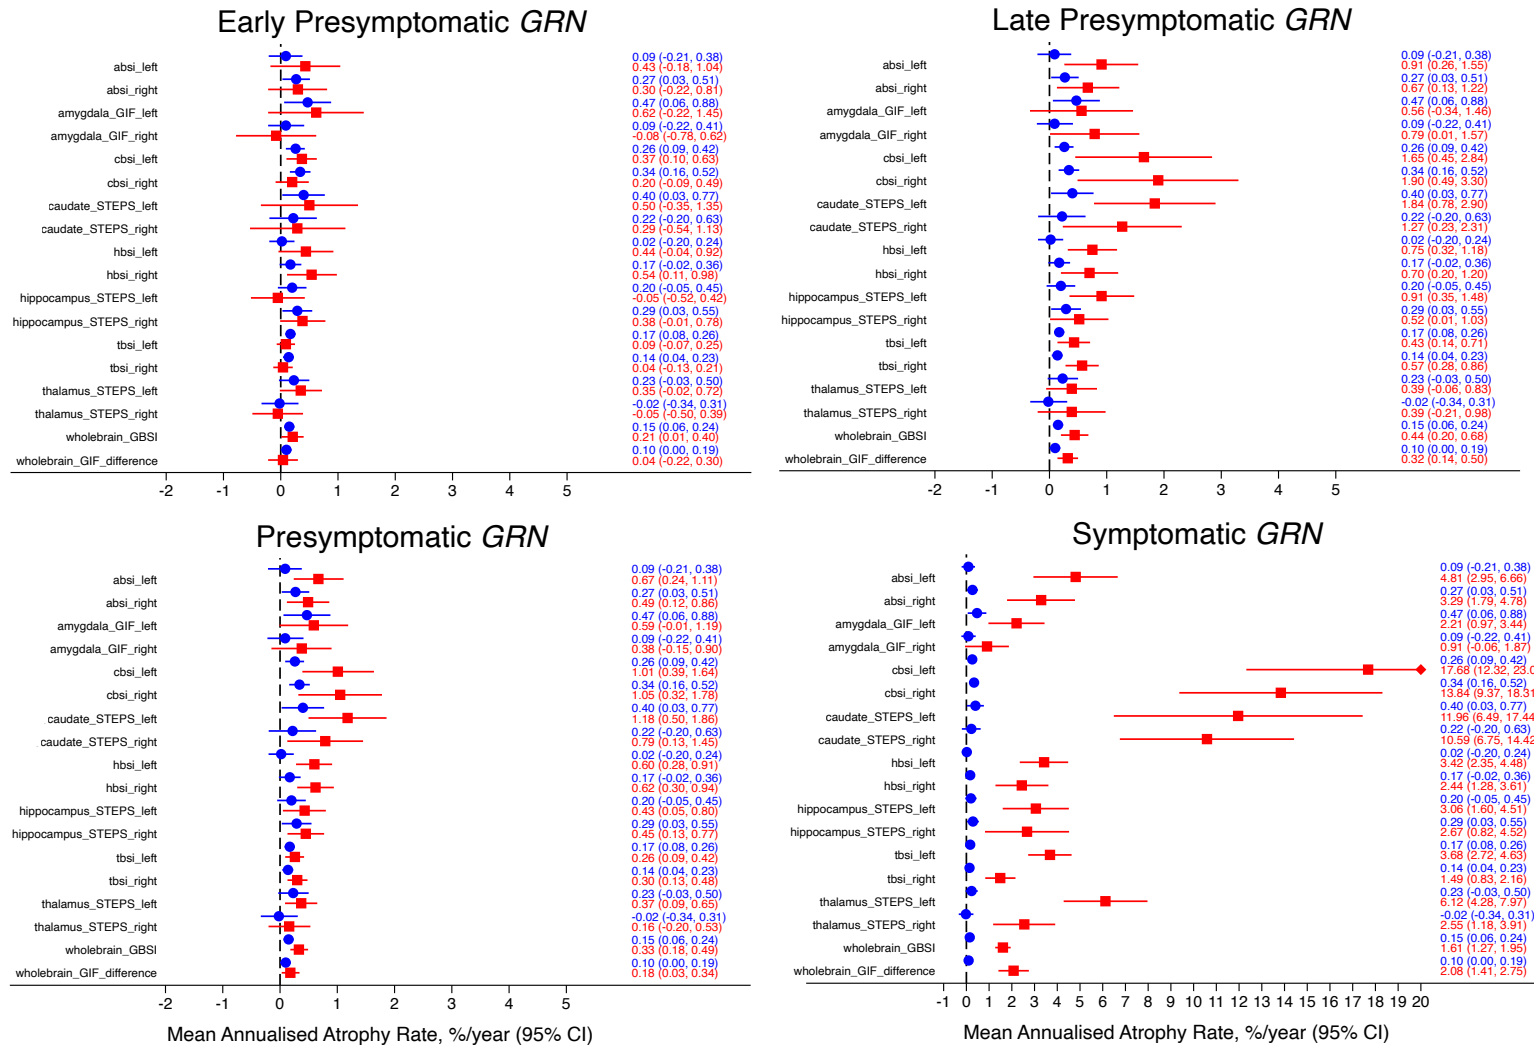 Early Presymptomatic GRN
0.09 (-0.21, 0.38)
absi_left 0.43 (-0.18, 1.04)
0.27 (0.03, 0.51)
absi_right 0.30 (-0.22, 0.81)
0.47 (0.06, 0.88)
amygdala_GIF_left 0.62 (-0.22, 1.45)
0.09 (-0.22, 0.41)
amygdala_GIF_right -0.08 (-0.78, 0.62)
0.26 (0.09, 0.42)
cbsi_left 0.37 (0.10, 0.63)
0.34 (0.16, 0.52)
cbsi_right 0.20 (-0.09, 0.49)
0.40 (0.03, 0.77)
caudate_STEPS_left 0.50 (-0.35, 1.35)
0.22 (-0.20, 0.63)
caudate_STEPS_right 0.29 (-0.54, 1.13)
0.02 (-0.20, 0.24)
hbsi_left 0.44 (-0.04, 0.92)
0.17 (-0.02, 0.36)
hbsi_right 0.54 (0.11, 0.98)
0.20 (-0.05, 0.45)
hippocampus_STEPS_left -0.05 (-0.52, 0.42)
0.29 (0.03, 0.55)
hippocampus_STEPS_right 0.38 (-0.01, 0.78)
0.17 (0.08, 0.26)
tbsi_left 0.09 (-0.07, 0.25)
0.14 (0.04, 0.23)
tbsi_right 0.04 (-0.13, 0.21)
0.23 (-0.03, 0.50)
thalamus_STEPS_left 0.35 (-0.02, 0.72)
-0.02 (-0.34, 0.31)
thalamus_STEPS_right -0.05 (-0.50, 0.39)
0.15 (0.06, 0.24)
wholebrain_GBSI 0.21 (0.01, 0.40)
0.10 (0.00, 0.19)
wholebrain_GIF_difference 0.04 (-0.22, 0.30)
-2 -1 0 1 2 3 4 5
Late Presymptomatic GRN
0.09 (-0.21, 0.38)
absi_left 0.91 (0.26, 1.55)
0.27 (0.03, 0.51)
absi_right 0.67 (0.13, 1.22)
0.47 (0.06, 0.88)
amygdala_GIF_left 0.56 (-0.34, 1.46)
0.09 (-0.22, 0.41)
amygdala_GIF_right 0.79 (0.01, 1.57)
0.26 (0.09, 0.42)
cbsi_left 1.65 (0.45, 2.84)
0.34 (0.16, 0.52)
cbsi_right 1.90 (0.49, 3.30)
0.40 (0.03, 0.77)
caudate_STEPS_left 1.84 (0.78, 2.90)
0.22 (-0.20, 0.63)
caudate_STEPS_right 1.27 (0.23, 2.31)
0.02 (-0.20, 0.24)
hbsi_left 0.75 (0.32, 1.18)
0.17 (-0.02, 0.36)
hbsi_right 0.70 (0.20, 1.20)
0.20 (-0.05, 0.45)
hippocampus_STEPS_left 0.91 (0.35, 1.48)
0.29 (0.03, 0.55)
hippocampus_STEPS_right 0.52 (0.01, 1.03)
0.17 (0.08, 0.26)
tbsi_left 0.43 (0.14, 0.71)
0.14 (0.04, 0.23)
tbsi_right 0.57 (0.28, 0.86)
0.23 (-0.03, 0.50)
thalamus_STEPS_left 0.39 (-0.06, 0.83)
-0.02 (-0.34, 0.31)
thalamus_STEPS_right 0.39 (-0.21, 0.98)
0.15 (0.06, 0.24)
wholebrain_GBSI 0.44 (0.20, 0.68)
0.10 (0.00, 0.19)
wholebrain_GIF_difference 0.32 (0.14, 0.50)
-2 -1 0 1 2 3 4 5
Presymptomatic GRN
0.09 (-0.21, 0.38)
absi_left 0.67 (0.24, 1.11)
0.27 (0.03, 0.51)
absi_right 0.49 (0.12, 0.86)
0.47 (0.06, 0.88)
amygdala_GIF_left 0.59 (-0.01, 1.19)
0.09 (-0.22, 0.41)
amygdala_GIF_right 0.38 (-0.15, 0.90)
0.26 (0.09, 0.42)
cbsi_left 1.01 (0.39, 1.64)
0.34 (0.16, 0.52)
cbsi_right 1.05 (0.32, 1.78)
0.40 (0.03, 0.77)
caudate_STEPS_left 1.18 (0.50, 1.86)
0.22 (-0.20, 0.63)
caudate_STEPS_right 0.79 (0.13, 1.45)
0.02 (-0.20, 0.24)
hbsi_left 0.60 (0.28, 0.91)
0.17 (-0.02, 0.36)
hbsi_right 0.62 (0.30, 0.94)
0.20 (-0.05, 0.45)
hippocampus_STEPS_left 0.43 (0.05, 0.80)
0.29 (0.03, 0.55)
hippocampus_STEPS_right 0.45 (0.13, 0.77)
0.17 (0.08, 0.26)
tbsi_left 0.26 (0.09, 0.42)
0.14 (0.04, 0.23)
tbsi_right 0.30 (0.13, 0.48)
0.23 (-0.03, 0.50)
thalamus_STEPS_left 0.37 (0.09, 0.65)
-0.02 (-0.34, 0.31)
thalamus_STEPS_right 0.16 (-0.20, 0.53)
0.15 (0.06, 0.24)
wholebrain_GBSI 0.33 (0.18, 0.49)
0.10 (0.00, 0.19)
wholebrain_GIF_difference 0.18 (0.03, 0.34)
-2 -1 0 1 2 3 4 5
Mean Annualised Atrophy Rate, %/year (95% CI)
Symptomatic GRN
0.09 (-0.21, 0.38)
absi_left 4.81 (2.95, 6.66)
0.27 (0.03, 0.51)
absi_right 3.29 (1.79, 4.78)
0.47 (0.06, 0.88)
amygdala_GIF_left 2.21 (0.97, 3.44)
0.09 (-0.22, 0.41)
amygdala_GIF_right 0.91 (-0.06, 1.87)
0.26 (0.09, 0.42)
cbsi_left 17.68 (12.32, 23.0
0.34 (0.16, 0.52)
cbsi_right 13.84 (9.37, 18.31
0.40 (0.03, 0.77)
caudate_STEPS_left 11.96 (6.49, 17.44
0.22 (-0.20, 0.63)
caudate_STEPS_right 10.59 (6.75, 14.42
0.02 (-0.20, 0.24)
hbsi_left 3.42 (2.35, 4.48)
0.17 (-0.02, 0.36)
hbsi_right 2.44 (1.28, 3.61)
0.20 (-0.05, 0.45)
hippocampus_STEPS_left 3.06 (1.60, 4.51)
0.29 (0.03, 0.55)
hippocampus_STEPS_right 2.67 (0.82, 4.52)
0.17 (0.08, 0.26)
tbsi_left 3.68 (2.72, 4.63)
0.14 (0.04, 0.23)
tbsi_right 1.49 (0.83, 2.16)
0.23 (-0.03, 0.50)
thalamus_STEPS_left 6.12 (4.28, 7.97)
-0.02 (-0.34, 0.31)
thalamus_STEPS_right 2.55 (1.18, 3.91)
0.15 (0.06, 0.24)
wholebrain_GBSI 1.61 (1.27, 1.95)
0.10 (0.00, 0.19)
wholebrain_GIF_difference 2.08 (1.41, 2.75)
-1 0 1 2 3 4 5 6 7 8 9 10 11 12 13 14 15 16 17 18 19 20
Mean Annualised Atrophy Rate, %/year (95% CI)